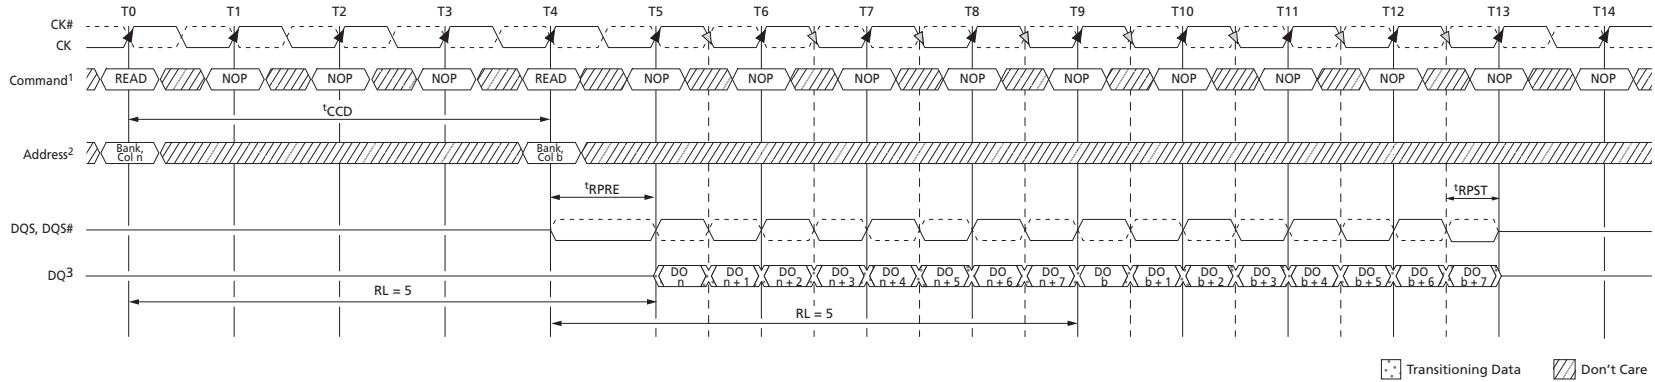 T0 T1 T2 T3 T4 T5 T6 T7 T8 T9 T10 T11 T12 T13 T14
CK#
CK
Command1 READ NOP NOP NOP READ NOP NOP NOP NOP NOP NOP NOP NOP NOP NOP
tCCD
Address2 Bank, Col n Bank, Col b
tRPRE tRPST
DQS, DQS#
DQ3 DO n DO n + 1 DO n + 2 DO n + 3 DO n + 4 DO n + 5 DO n + 6 DO n + 7 DO b DO b + 1 DO b + 2 DO b + 3 DO b + 4 DO b + 5 DO b + 6 DO b + 7
RL = 5
RL = 5
Transitioning Data Don't Care